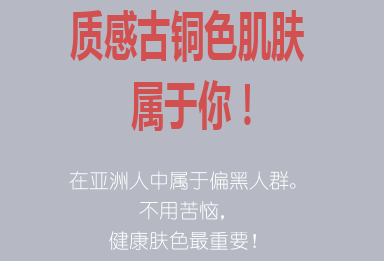 质感古铜色肌肤
属于你！
在亚洲人中属于偏黑人群。
不用苦恼，
健康肤色最重要！